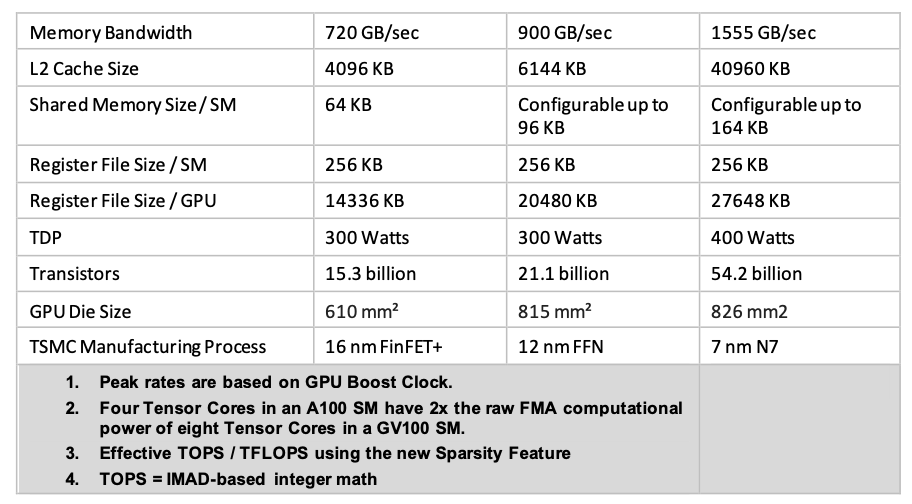 Memory Bandwidth 720 GB/sec 900 GB/sec 1555 GB/sec
L2 Cache Size 4096 KB 6144 KB 40960 KB
Shared Memory Size / SM 64 KB Configurable up to Configurable up to
96 KB 164 KB
Register File Size / SM 256 KB 256 KB 256 KB
Register File Size / GPU 14336 KB 20480 KB 27648 KB
TDP 300 Watts 300 Watts 400 Watts
Transistors 15.3 billion 21.1 billion 54.2 billion
GPU Die Size 610 mm² 815 mm² 826 mm2
TSMC Manufacturing Process 16 nm FinFET+ 12 nm FFN 7 nm N7
1. Peak rates are based on GPU Boost Clock.
2. Four Tensor Cores in an A100 SM have 2x the raw FMA computational
power of eight Tensor Cores in a GV100 SM.
3. Effective TOPS / TFLOPS using the new Sparsity Feature
4. TOPS = IMAD-based integer math